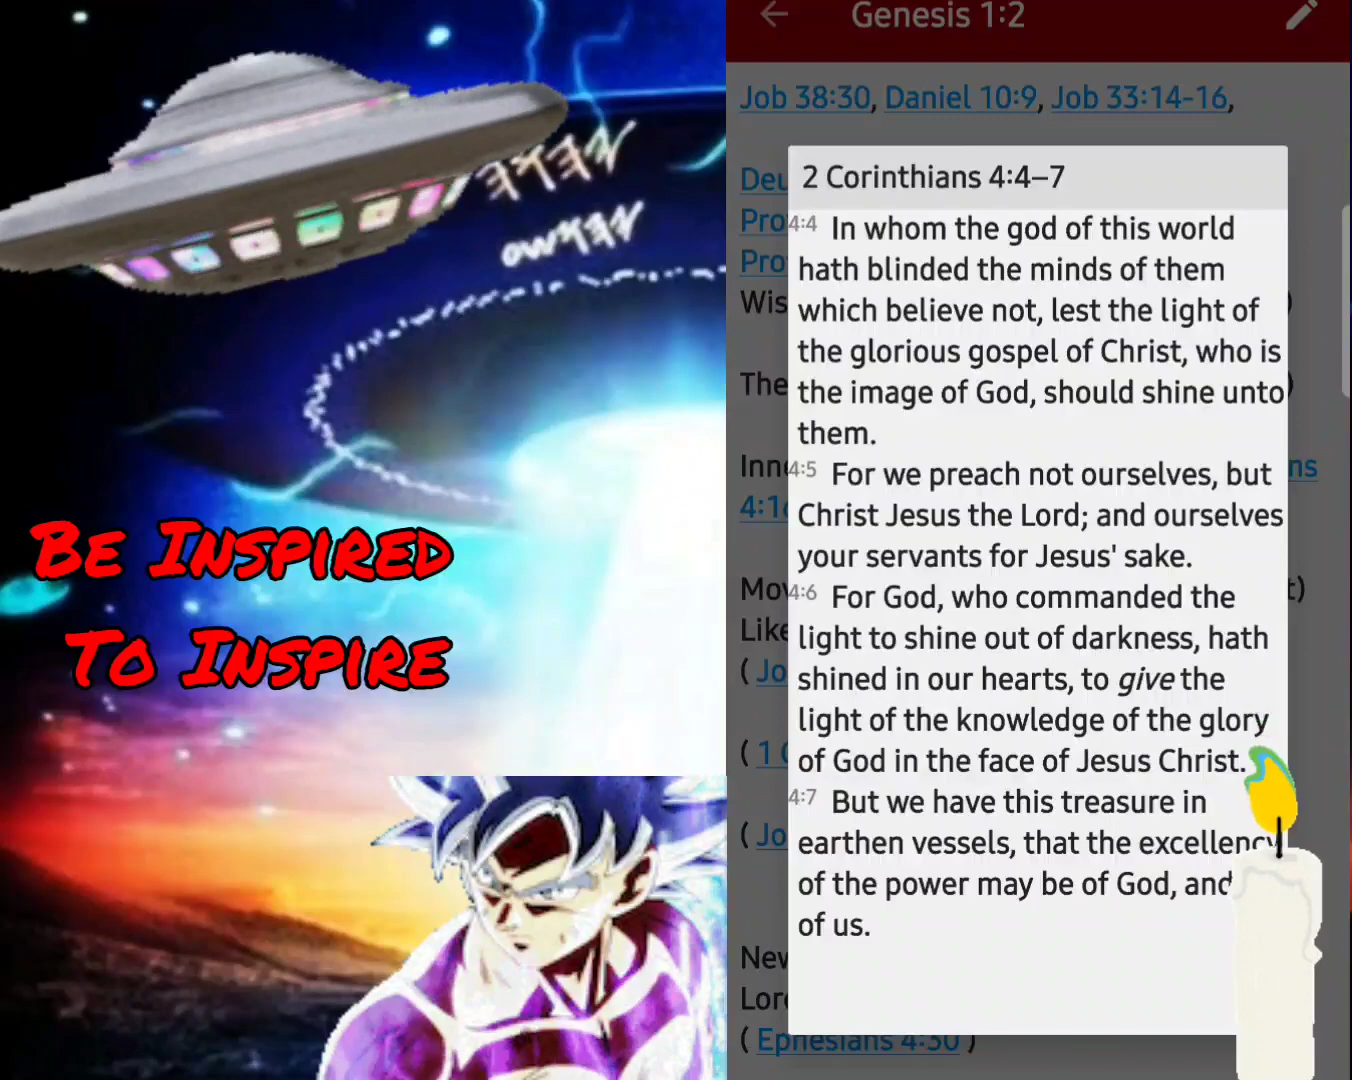 𐤉𐤄𐤅𐤄
𐤉𐤄𐤅𐤔𐤏
Be Inspired
To Inspire
Genesis 1:2
Job 38:30, Daniel 10:9, Job 33:14-16,
2 Corinthians 4:4–7
4:4 In whom the god of this world
hath blinded the minds of them
which believe not, lest the light of
the glorious gospel of Christ, who is
the image of God, should shine unto
them.
4:5 For we preach not ourselves, but
Christ Jesus the Lord; and ourselves
your servants for Jesus' sake.
4:6 For God, who commanded the
light to shine out of darkness, hath
shined in our hearts, to give the
light of the knowledge of the glory
of God in the face of Jesus Christ.
4:7 But we have this treasure in
earthen vessels, that the excellency
of the power may be of God, and
of us.
( Ephesians 4:30 )